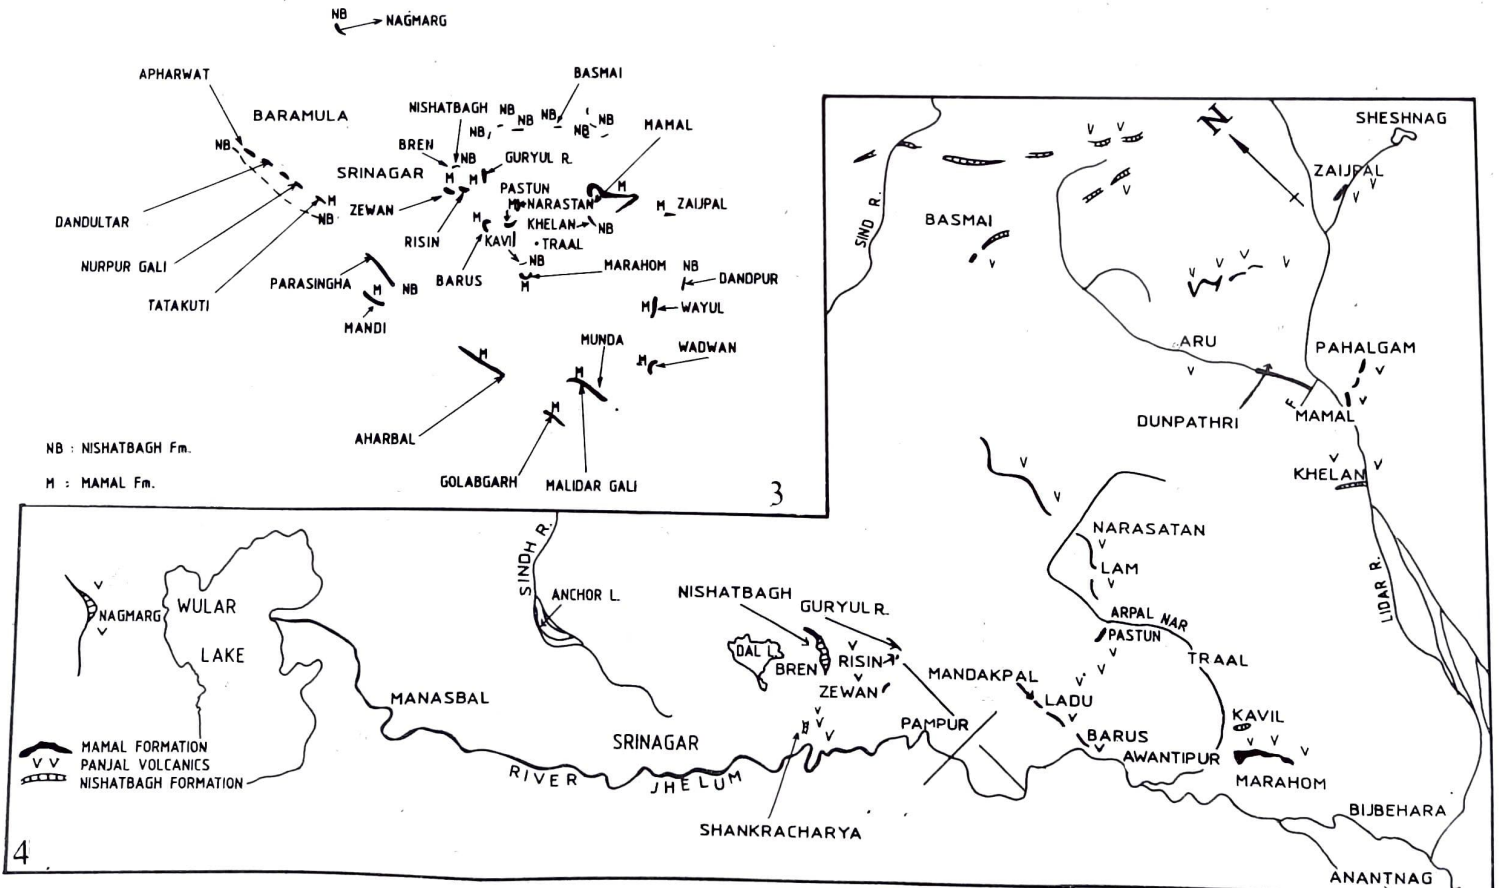 NB
NAGMARG
APHARWAT
BASMAI
BARAMULA
NISHATBAGH
NB
NB
NB
NB
NB
NB
MAMAL
BREN
NB
NB
GURYUL R.
SRINAGAR
M
M
PASTUN
M
M
NARASTAN
M
ZAIJPAL
DANDULTAR
M
NB
ZEWAN
M
KHELAN
NB
RISIN
KAVIL
TRAAL
NURPUR GALI
NB
PARASINGHA
BARUS
MARAHOM
NB
DANDPUR
M
NB
M
TATAKUTI
M
WAYUL
MANDI
MUNDA
M
M
WADWAN
M
M
AHARBAL
NB : NISHATBAGH Fm.
GOLABGARH
MALIDAR GALI
M : MAMAL Fm.
3
N
SHESHNAG
ZAIJPAL
V V
V
V V
V
SIND R.
BASMAI
V
V V V V
ARU
V
PAHALGAM
V
V
DUNPATHRI
F
MAMAL
V
V
KHELAN
V
V
NARASATAN
V
LAM
V
LIDAR R.
SINDH R.
ANCHOR L.
V
NAGMARG
V
WULAR
LAKE
NISHATBAGH
GURYUL R.
ARPAL NAR
PASTUN
V
V
V
TRAAL
DAL L.
BREN
V
RISIN
V
ZEWAN
MANDAKPAL
LADU
V
MANASBAL
V
V V
V
PAMPUR
BARUS
V
KAVIL
V V V
AWANTIPUR
MARAHOM
SRINAGAR
MAMAL FORMATION
V V PANJAL VOLCANICS
NISHATBAGH FORMATION
RIVER JHELUM
SHANKRACHARYA
BIJBEHARA
ANANTNAG
4